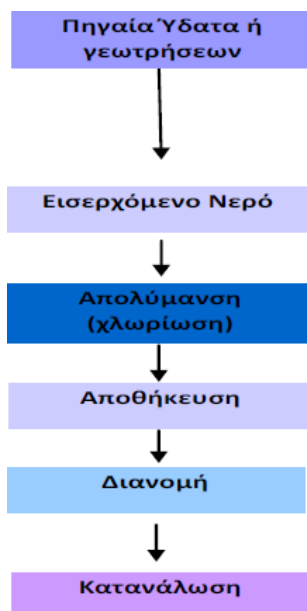 Πηγαία Ύδατα ή
γεωτρήσεων
Εισερχόμενο Νερό
Απολύμανση
(χλωρίωση)
Αποθήκευση
Διανομή
Κατανάλωση